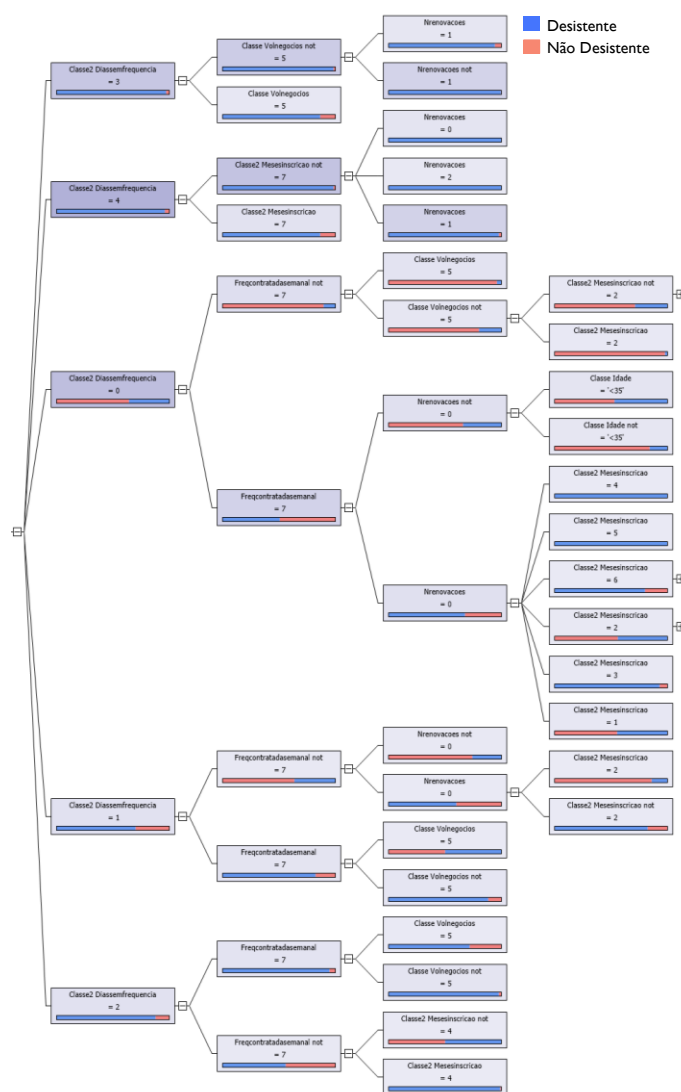 Desistente
Não Desistente
Classe2 Diassemfrequencia
= 3
Classe Volnegocios not
= 5
Nrenovacoes
= 1
Nrenovacoes not
= 1
Classe Volnegocios
= 5
Classe2 Diassemfrequencia
= 4
Classe2 Mesesinscricao not
= 7
Nrenovacoes
= 0
Nrenovacoes
= 2
Nrenovacoes
= 1
Classe2 Mesesinscricao
= 7
Classe2 Diassemfrequencia
= 0
Freqcontratadasemanal not
= 7
Classe Volnegocios
= 5
Classe Volnegocios not
= 5
Classe2 Mesesinscricao not
= 2
Classe2 Mesesinscricao
= 2
Freqcontratadasemanal
= 7
Nrenovacoes not
= 0
Classe Idade
= '<35'
Classe Idade not
= '<35'
Nrenovacoes
= 0
Classe2 Mesesinscricao
= 4
Classe2 Mesesinscricao
= 5
Classe2 Mesesinscricao
= 6
Classe2 Mesesinscricao
= 2
Classe2 Mesesinscricao
= 3
Classe2 Mesesinscricao
= 1
Classe2 Diassemfrequencia
= 1
Freqcontratadasemanal not
= 7
Nrenovacoes not
= 0
Nrenovacoes
= 0
Classe2 Mesesinscricao
= 2
Classe2 Mesesinscricao not
= 2
Freqcontratadasemanal
= 7
Classe Volnegocios
= 5
Classe Volnegocios not
= 5
Classe2 Diassemfrequencia
= 2
Freqcontratadasemanal
= 7
Classe Volnegocios
= 5
Classe Volnegocios not
= 5
Freqcontratadasemanal not
= 7
Classe2 Mesesinscricao not
= 4
Classe2 Mesesinscricao
= 4